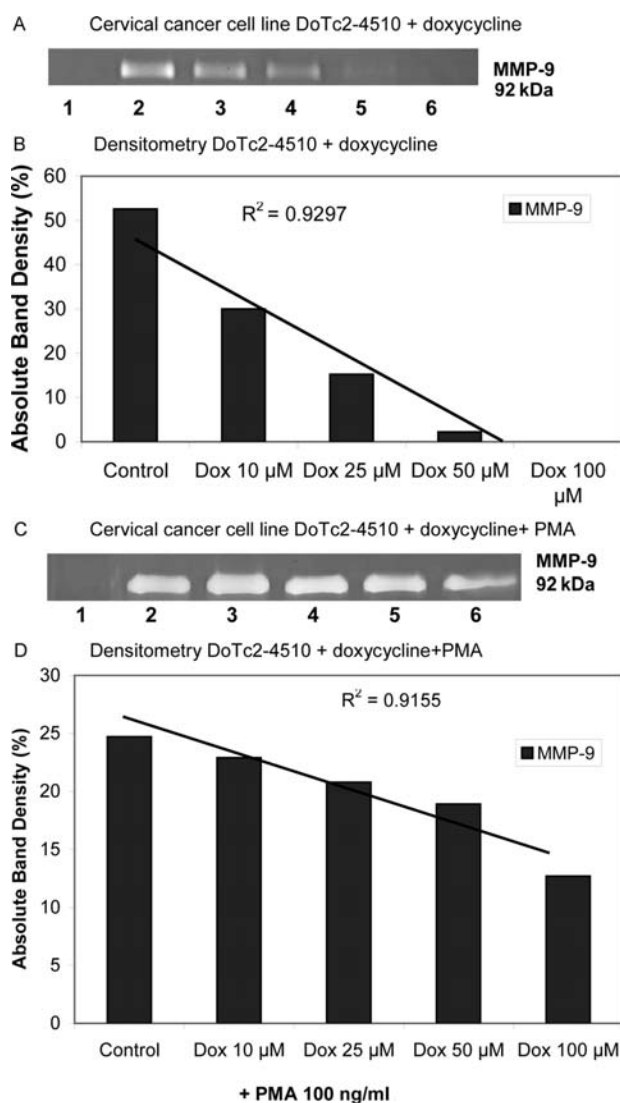 A Cervical cancer cell line DoTc2-4510 + doxycycline
MMP-9
92 kDa
1 2 3 4 5 6
B Densitometry DoTc2-4510 + doxycycline
Absolute Band Density (%)
60
50
40
30
20
10
0
R² = 0.9297
MMP-9
Control Dox 10 µM Dox 25 µM Dox 50 µM Dox 100
µM
C Cervical cancer cell line DoTc2-4510 + doxycycline+ PMA
MMP-9
92 kDa
1 2 3 4 5 6
D Densitometry DoTc2-4510 + doxycycline+PMA
Absolute Band Density (%)
30
25
20
15
10
5
0
R² = 0.9155
MMP-9
Control Dox 10 µM Dox 25 µM Dox 50 µM Dox 100 µM
+ PMA 100 ng/ml